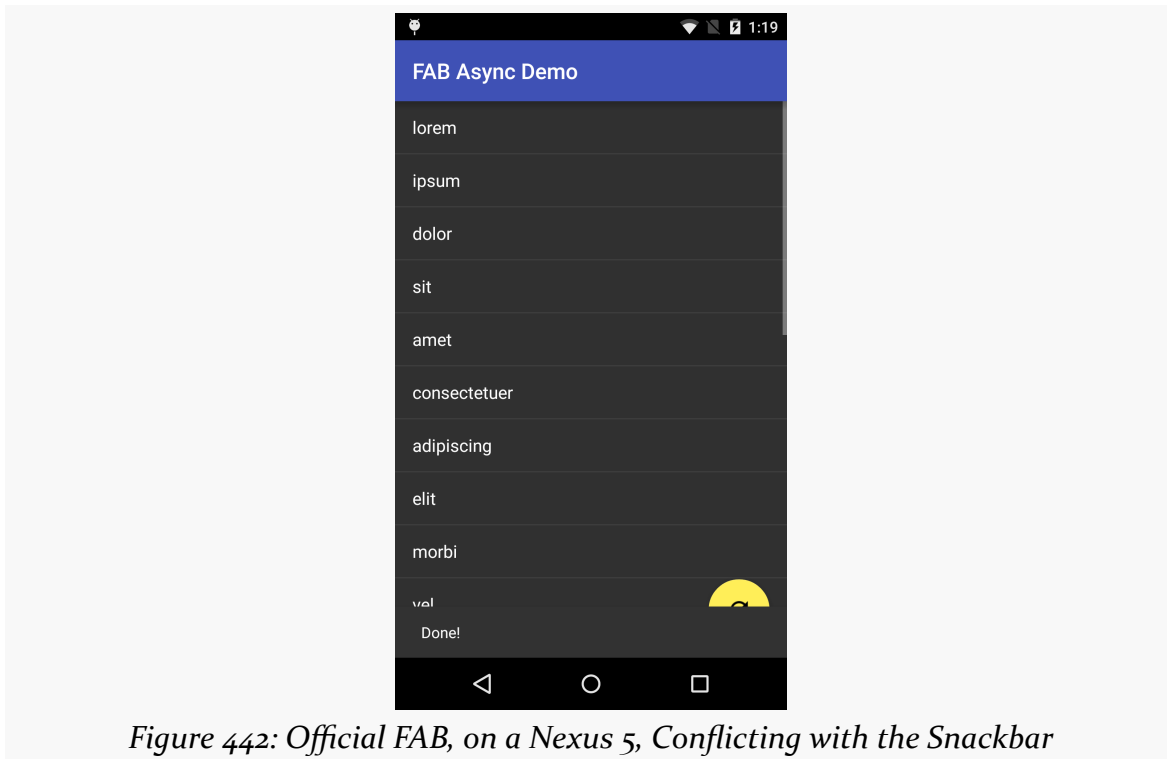 1:19
FAB Async Demo
lorem
ipsum
dolor
sit
amet
consectetuer
adipiscing
elit
morbi
vel
Done!
Figure 442: Official FAB, on a Nexus 5, Conflicting with the Snackbar